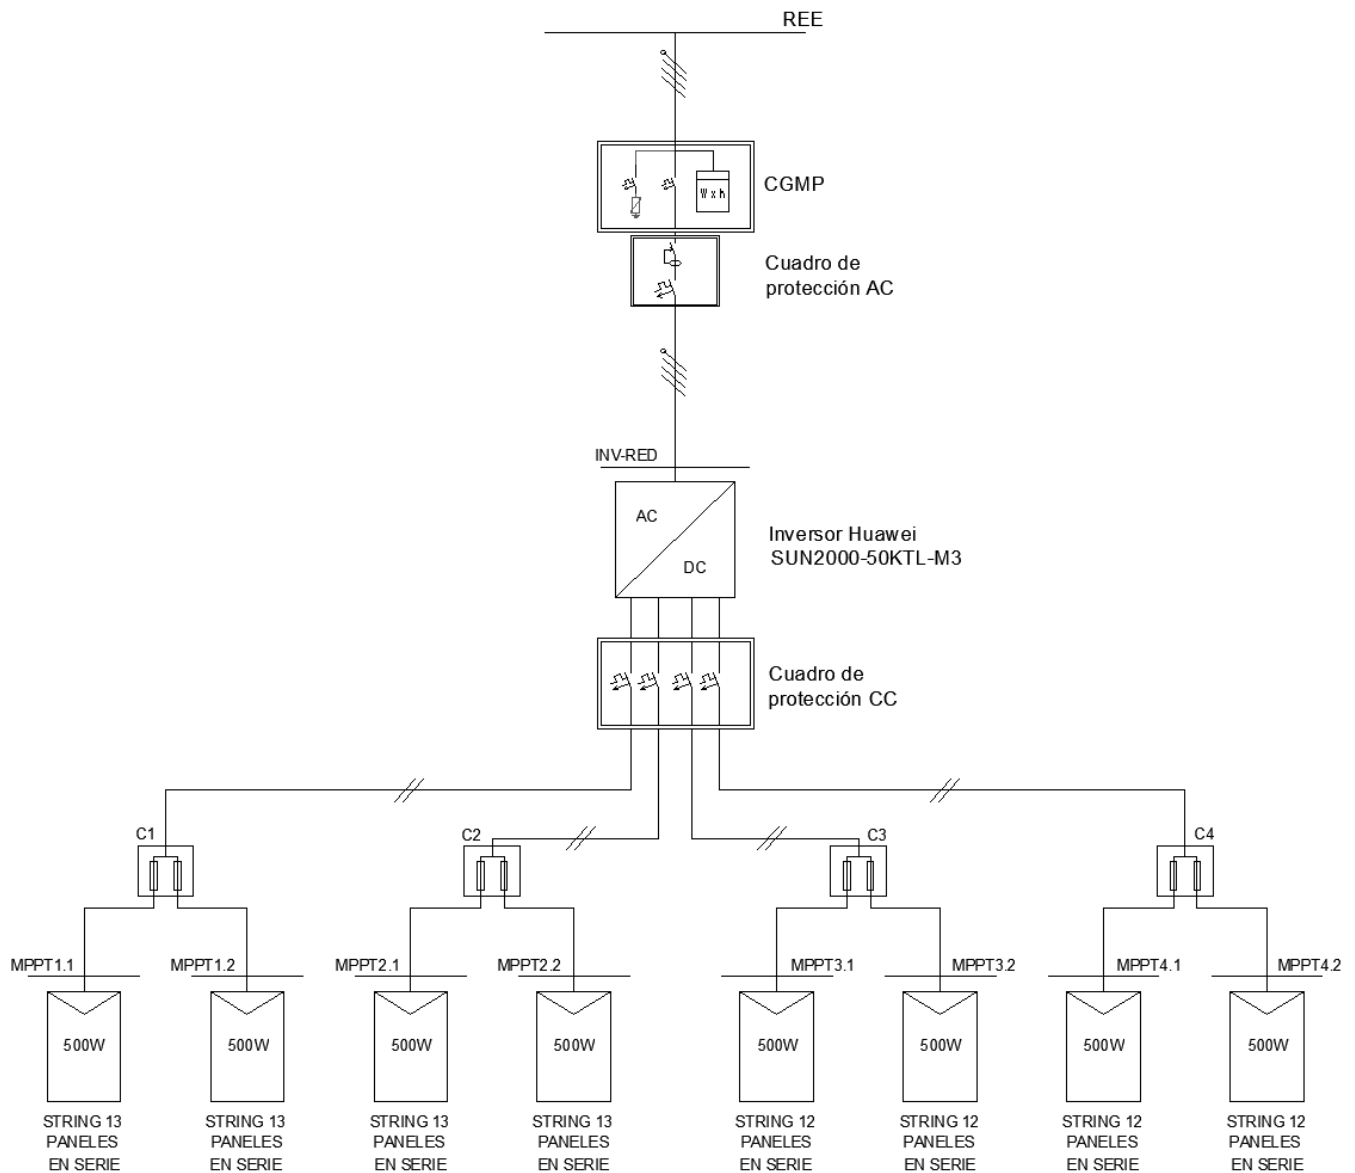 REE
CGMP
W x h
Cuadro de
protección AC
INV-RED
AC
DC
Inversor Huawei
SUN2000-50KTL-M3
Cuadro de
protección CC
C1
C2
C3
C4
MPPT1.1
MPPT1.2
MPPT2.1
MPPT2.2
MPPT3.1
MPPT3.2
MPPT4.1
MPPT4.2
500W
500W
500W
500W
500W
500W
500W
500W
STRING 13
PANELES
EN SERIE
STRING 13
PANELES
EN SERIE
STRING 13
PANELES
EN SERIE
STRING 13
PANELES
EN SERIE
STRING 12
PANELES
EN SERIE
STRING 12
PANELES
EN SERIE
STRING 12
PANELES
EN SERIE
STRING 12
PANELES
EN SERIE